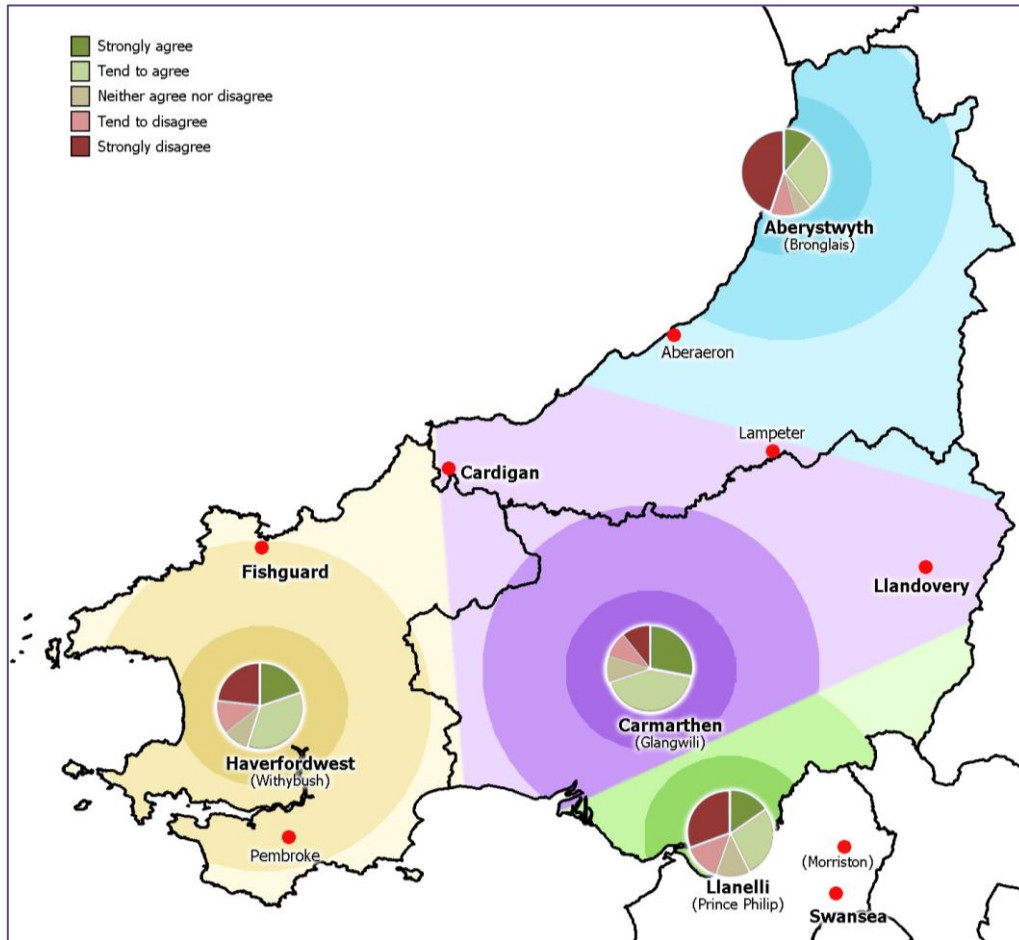 Strongly agree
Tend to agree
Neither agree nor disagree
Tend to disagree
Strongly disagree
Aberystwyth
(Bronglais)
Aberaeron
Lampeter
Cardigan
Fishguard
Llandovery
Carmarthen
(Glangwili)
Haverfordwest
(Withybush)
Pembroke
(Morriston)
Llanelli
(Prince Philip)
Swansea